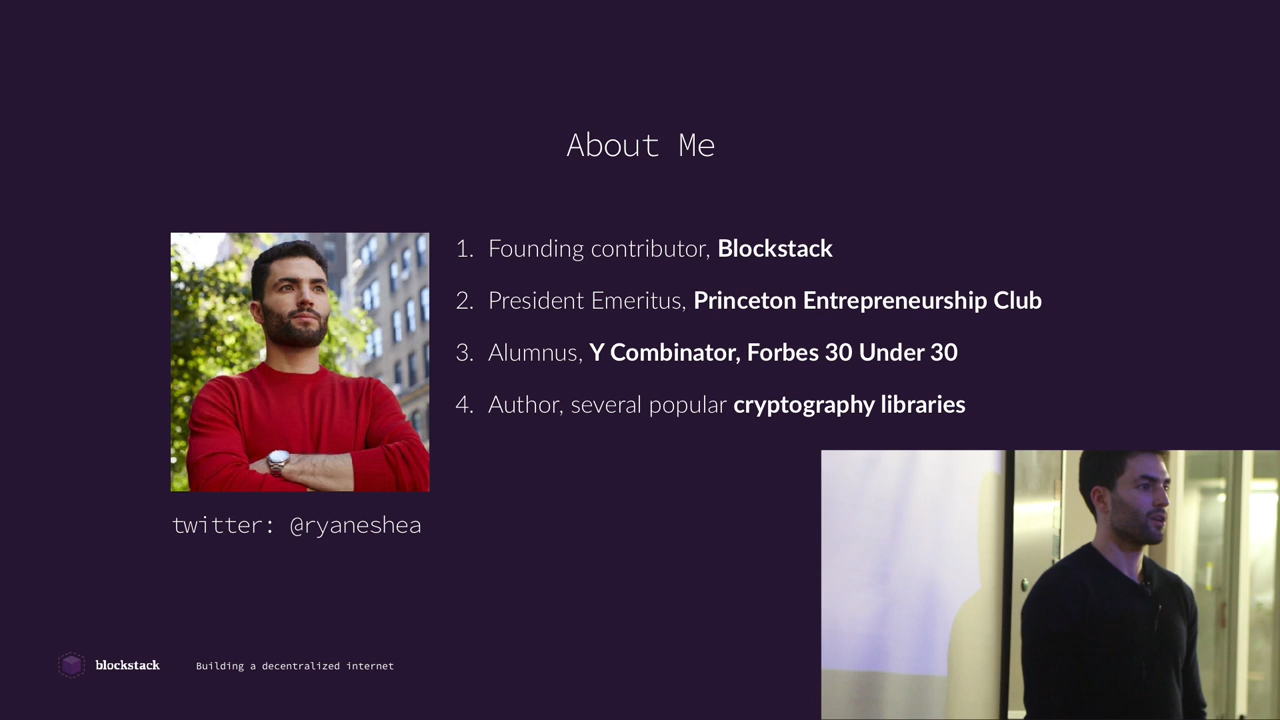 About Me
1. Founding contributor, Blockstack
2. President Emeritus, Princeton Entrepreneurship Club
3. Alumnus, Y Combinator, Forbes 30 Under 30
4. Author, several popular cryptography libraries
twitter: @ryaneshea
blockstack Building a decentralized internet